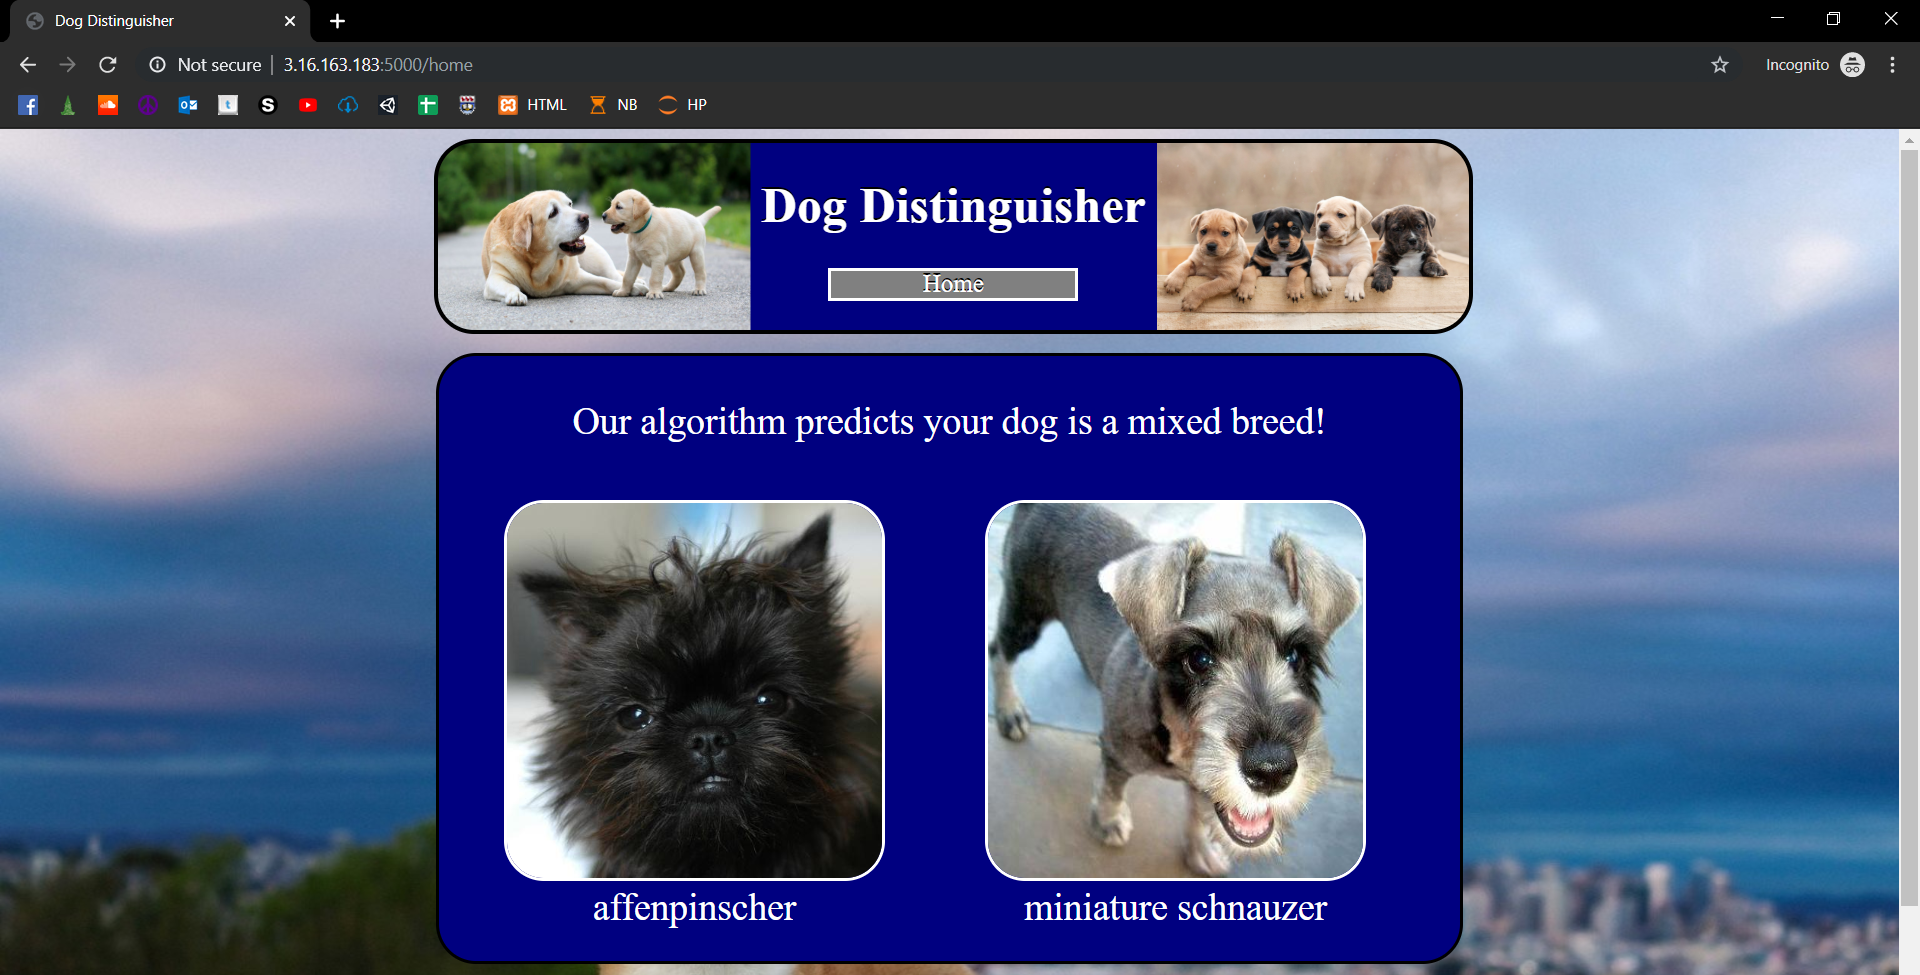 Dog Distinguisher
Not secure | 3.16.163.183:5000/home
Incognito
HTML
NB
HP
Dog Distinguisher
Home
Our algorithm predicts your dog is a mixed breed!
affenpinscher
miniature schnauzer